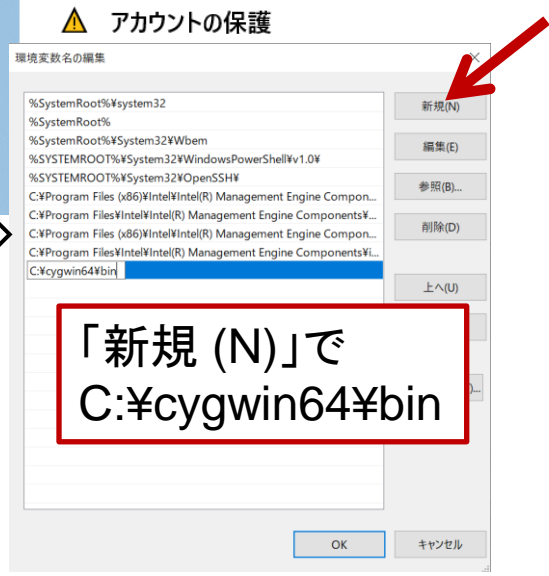 アカウントの保護
環境変数名の編集
%SystemRoot%¥system32
%SystemRoot%
%SystemRoot%¥System32¥Wbem
%SYSTEMROOT%¥System32¥WindowsPowerShell¥v1.0¥
%SYSTEMROOT%¥System32¥OpenSSH¥
C:¥Program Files (x86)¥Intel¥Intel(R) Management Engine Compon...
C:¥Program Files¥Intel¥Intel(R) Management Engine Components¥...
C:¥Program Files (x86)¥Intel¥Intel(R) Management Engine Compon...
C:¥Program Files¥Intel¥Intel(R) Management Engine Components¥i...
C:¥cygwin64¥bin
新規(N)
編集(E)
参照(B)...
削除(D)
上へ(U)
)...
「新規 (N)」で
C:¥cygwin64¥bin
OK
キャンセル